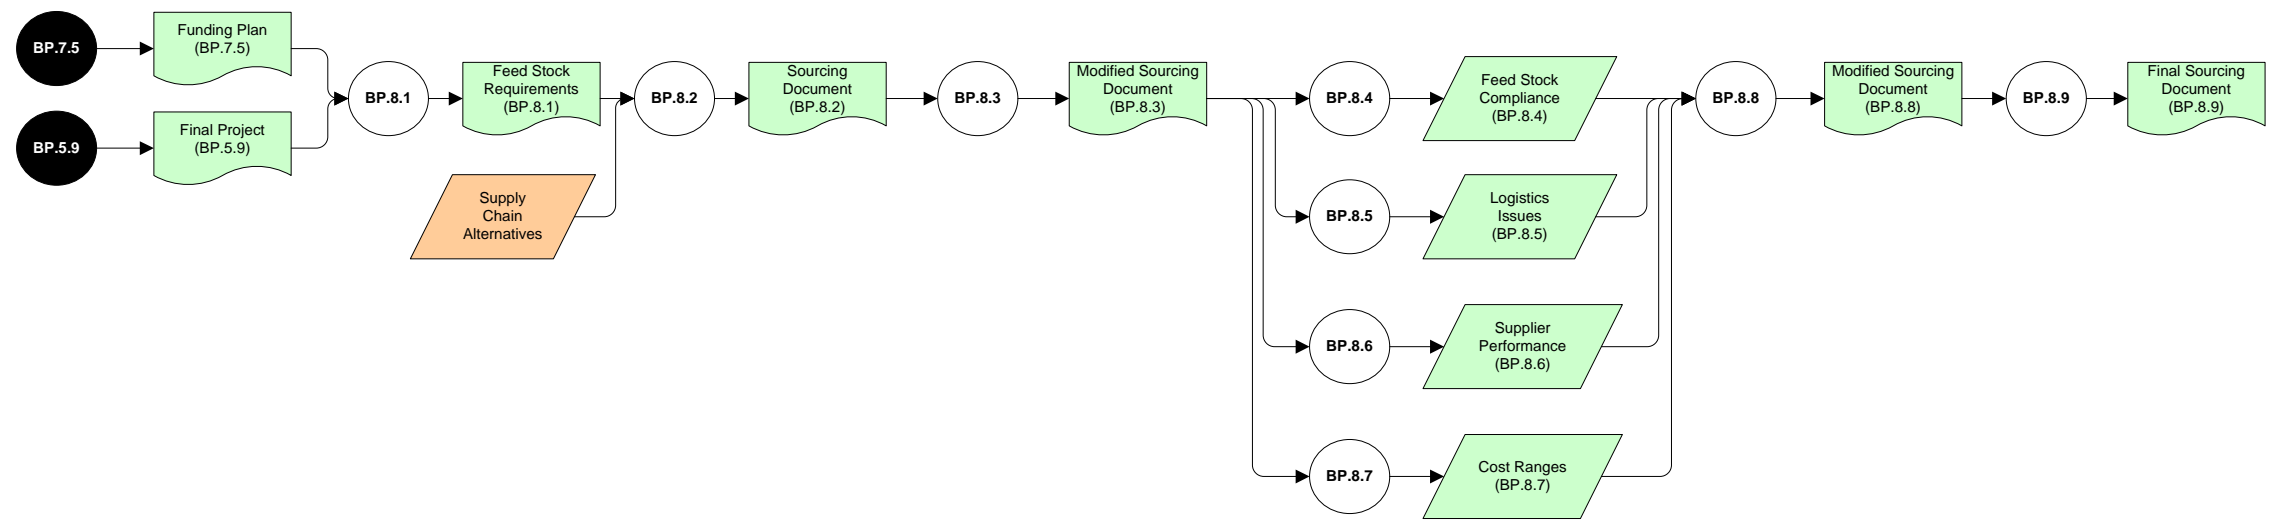 BP.7.5
Funding Plan
(BP.7.5)
BP.5.9
Final Project
(BP.5.9)
BP.8.1
Feed Stock
Requirements
(BP.8.1)
Supply
Chain
Alternatives
BP.8.2
Sourcing
Document
(BP.8.2)
BP.8.3
Modified Sourcing
Document
(BP.8.3)
BP.8.4
Feed Stock
Compliance
(BP.8.4)
BP.8.5
Logistics
Issues
(BP.8.5)
BP.8.6
Supplier
Performance
(BP.8.6)
BP.8.7
Cost Ranges
(BP.8.7)
BP.8.8
Modified Sourcing
Document
(BP.8.8)
BP.8.9
Final Sourcing
Document
(BP.8.9)